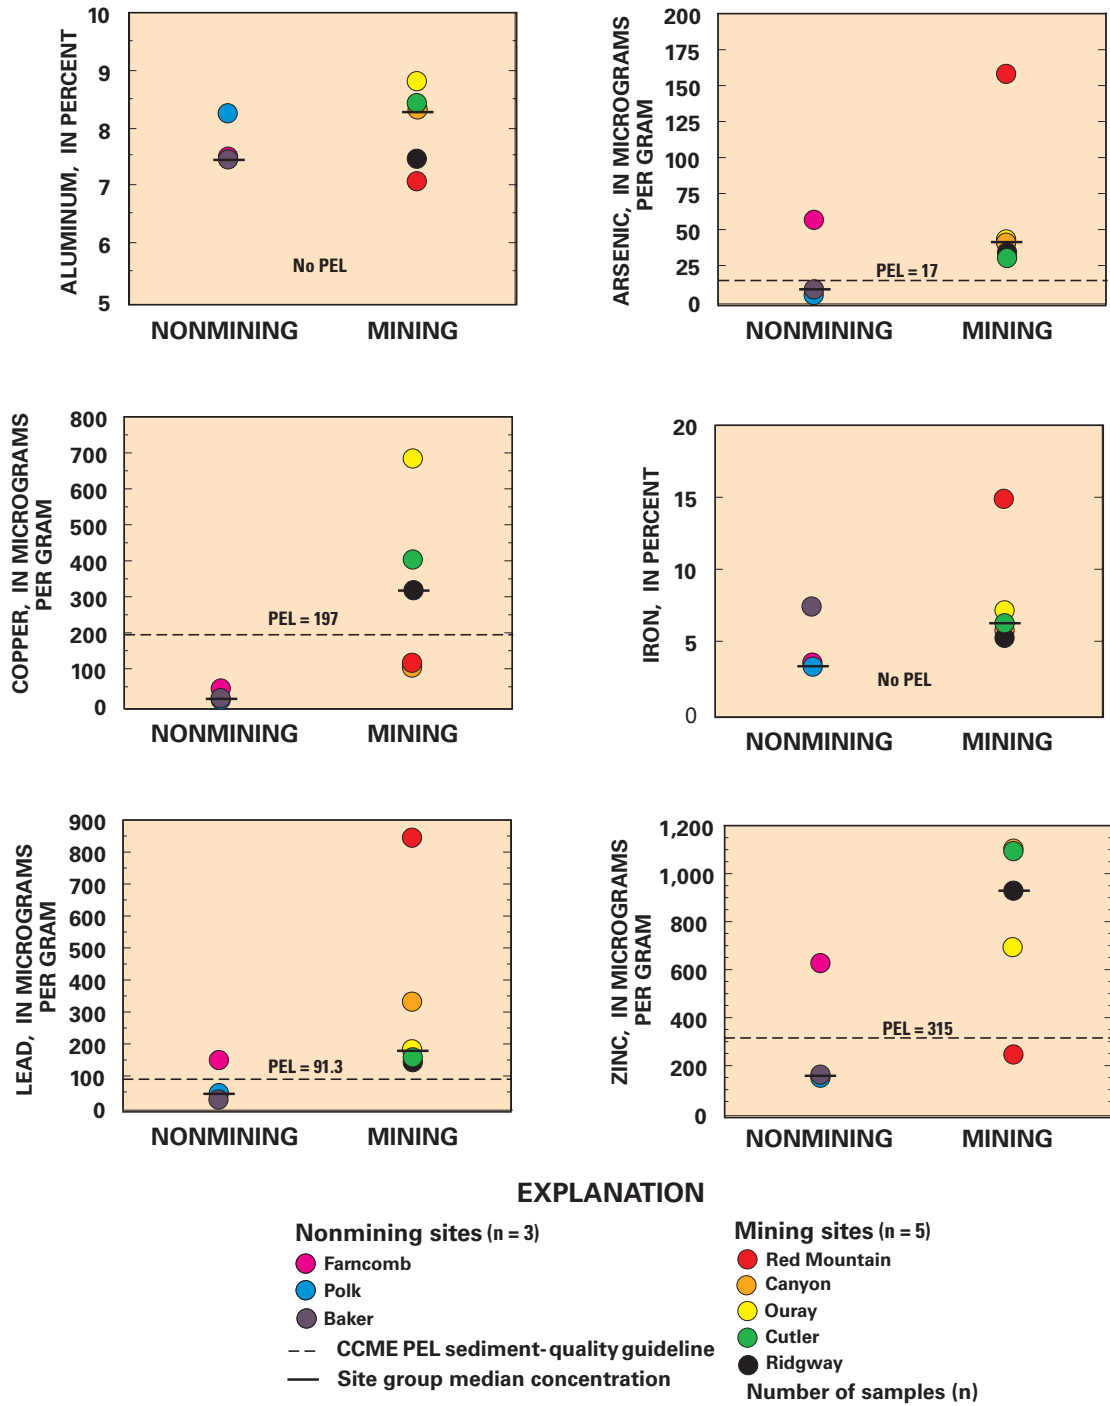 ALUMINUM, IN PERCENT
10
9
8
7
6
5
No PEL
NONMINING MINING
ARSENIC, IN MICROGRAMS
PER GRAM
200
175
150
125
100
75
50
25
0
PEL = 17
NONMINING MINING
COPPER, IN MICROGRAMS
PER GRAM
800
700
600
500
400
300
200
100
0
PEL = 197
NONMINING MINING
IRON, IN PERCENT
20
15
10
5
0
No PEL
NONMINING MINING
LEAD, IN MICROGRAMS
PER GRAM
900
800
700
600
500
400
300
200
100
0
PEL = 91.3
NONMINING MINING
ZINC, IN MICROGRAMS
PER GRAM
1,200
1,000
800
600
400
200
0
PEL = 315
NONMINING MINING
EXPLANATION
Nonmining sites (n = 3)
Farncomb
Polk
Baker
CCME PEL sediment-quality guideline
Site group median concentration
Mining sites (n = 5)
Red Mountain
Canyon
Ouray
Cutler
Ridgway
Number of samples (n)